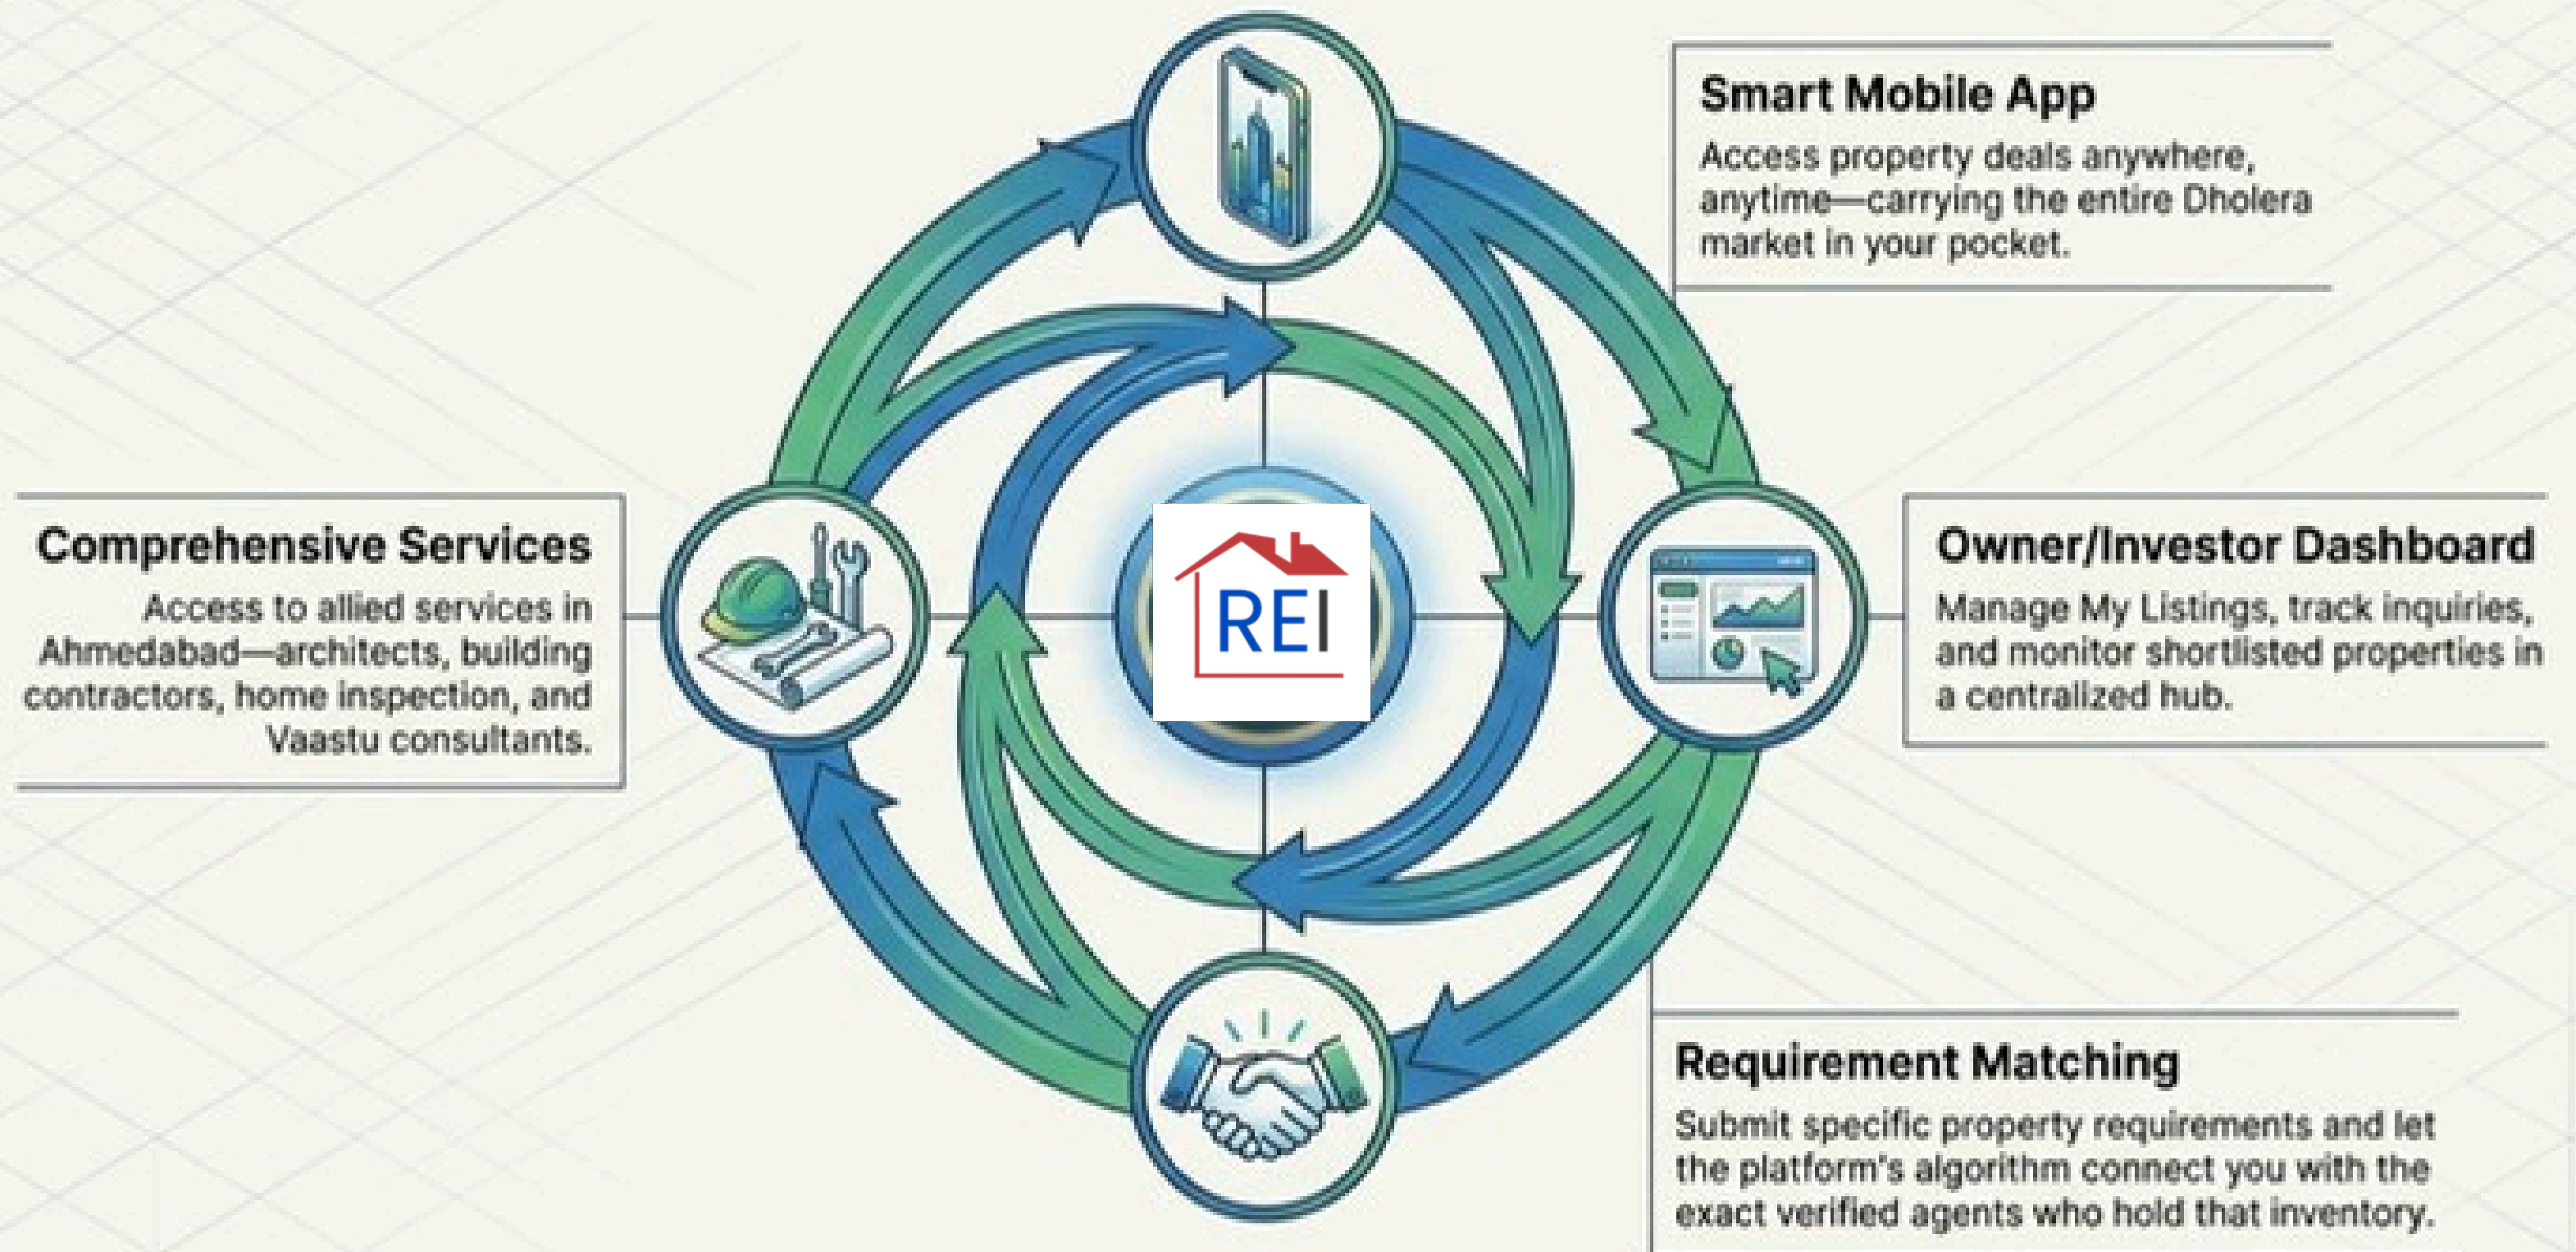 Smart Mobile App
Access property deals anywhere,
anytime—carrying the entire Dholera
market in your pocket.
Comprehensive Services
Access to allied services in
Ahmedabad—architects, building
contractors, home inspection, and
Vaastu consultants.
REI
Owner/Investor Dashboard
Manage My Listings, track inquiries,
and monitor shortlisted properties in
a centralized hub.
Requirement Matching
Submit specific property requirements and let
the platform's algorithm connect you with the
exact verified agents who hold that inventory.